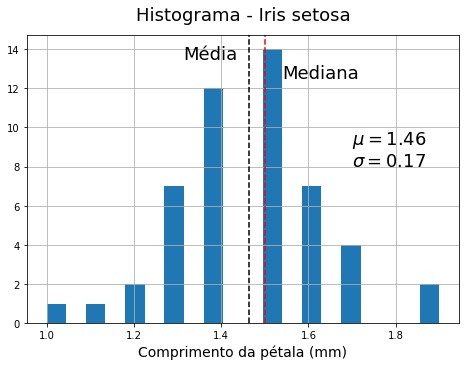 Histograma - Iris setosa
14
12
10
8
6
4
2
0
Média
Mediana
μ = 1.46
σ = 0.17
1.0 1.2 1.4 1.6 1.8
Comprimento da pétala (mm)